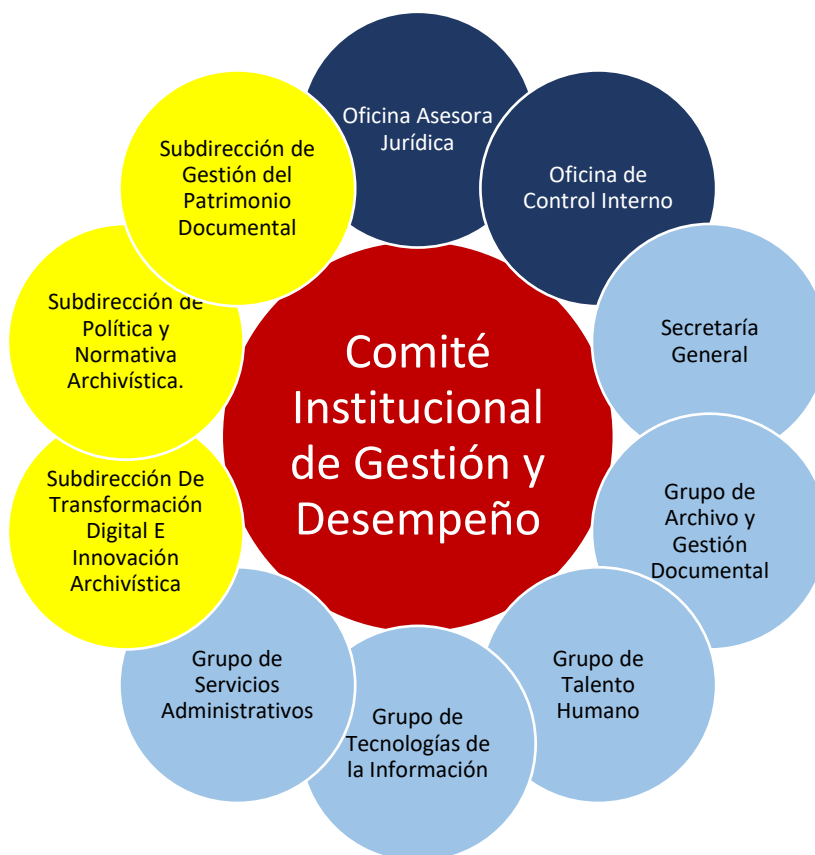 Oficina Asesora
Jurídica
Oficina de
Control Interno
Secretaría
General
Grupo de
Archivo y
Gestión
Documental
Grupo de
Talento
Humano
Grupo de
Tecnologías de
la Información
Grupo de
Servicios
Administrativos
Subdirección De
Transformación
Digital E
Innovación
Archivística
Subdirección de
Política y
Normativa
Archivística.
Subdirección de
Gestión del
Patrimonio
Documental
Comité
Institucional
de Gestión y
Desempeño